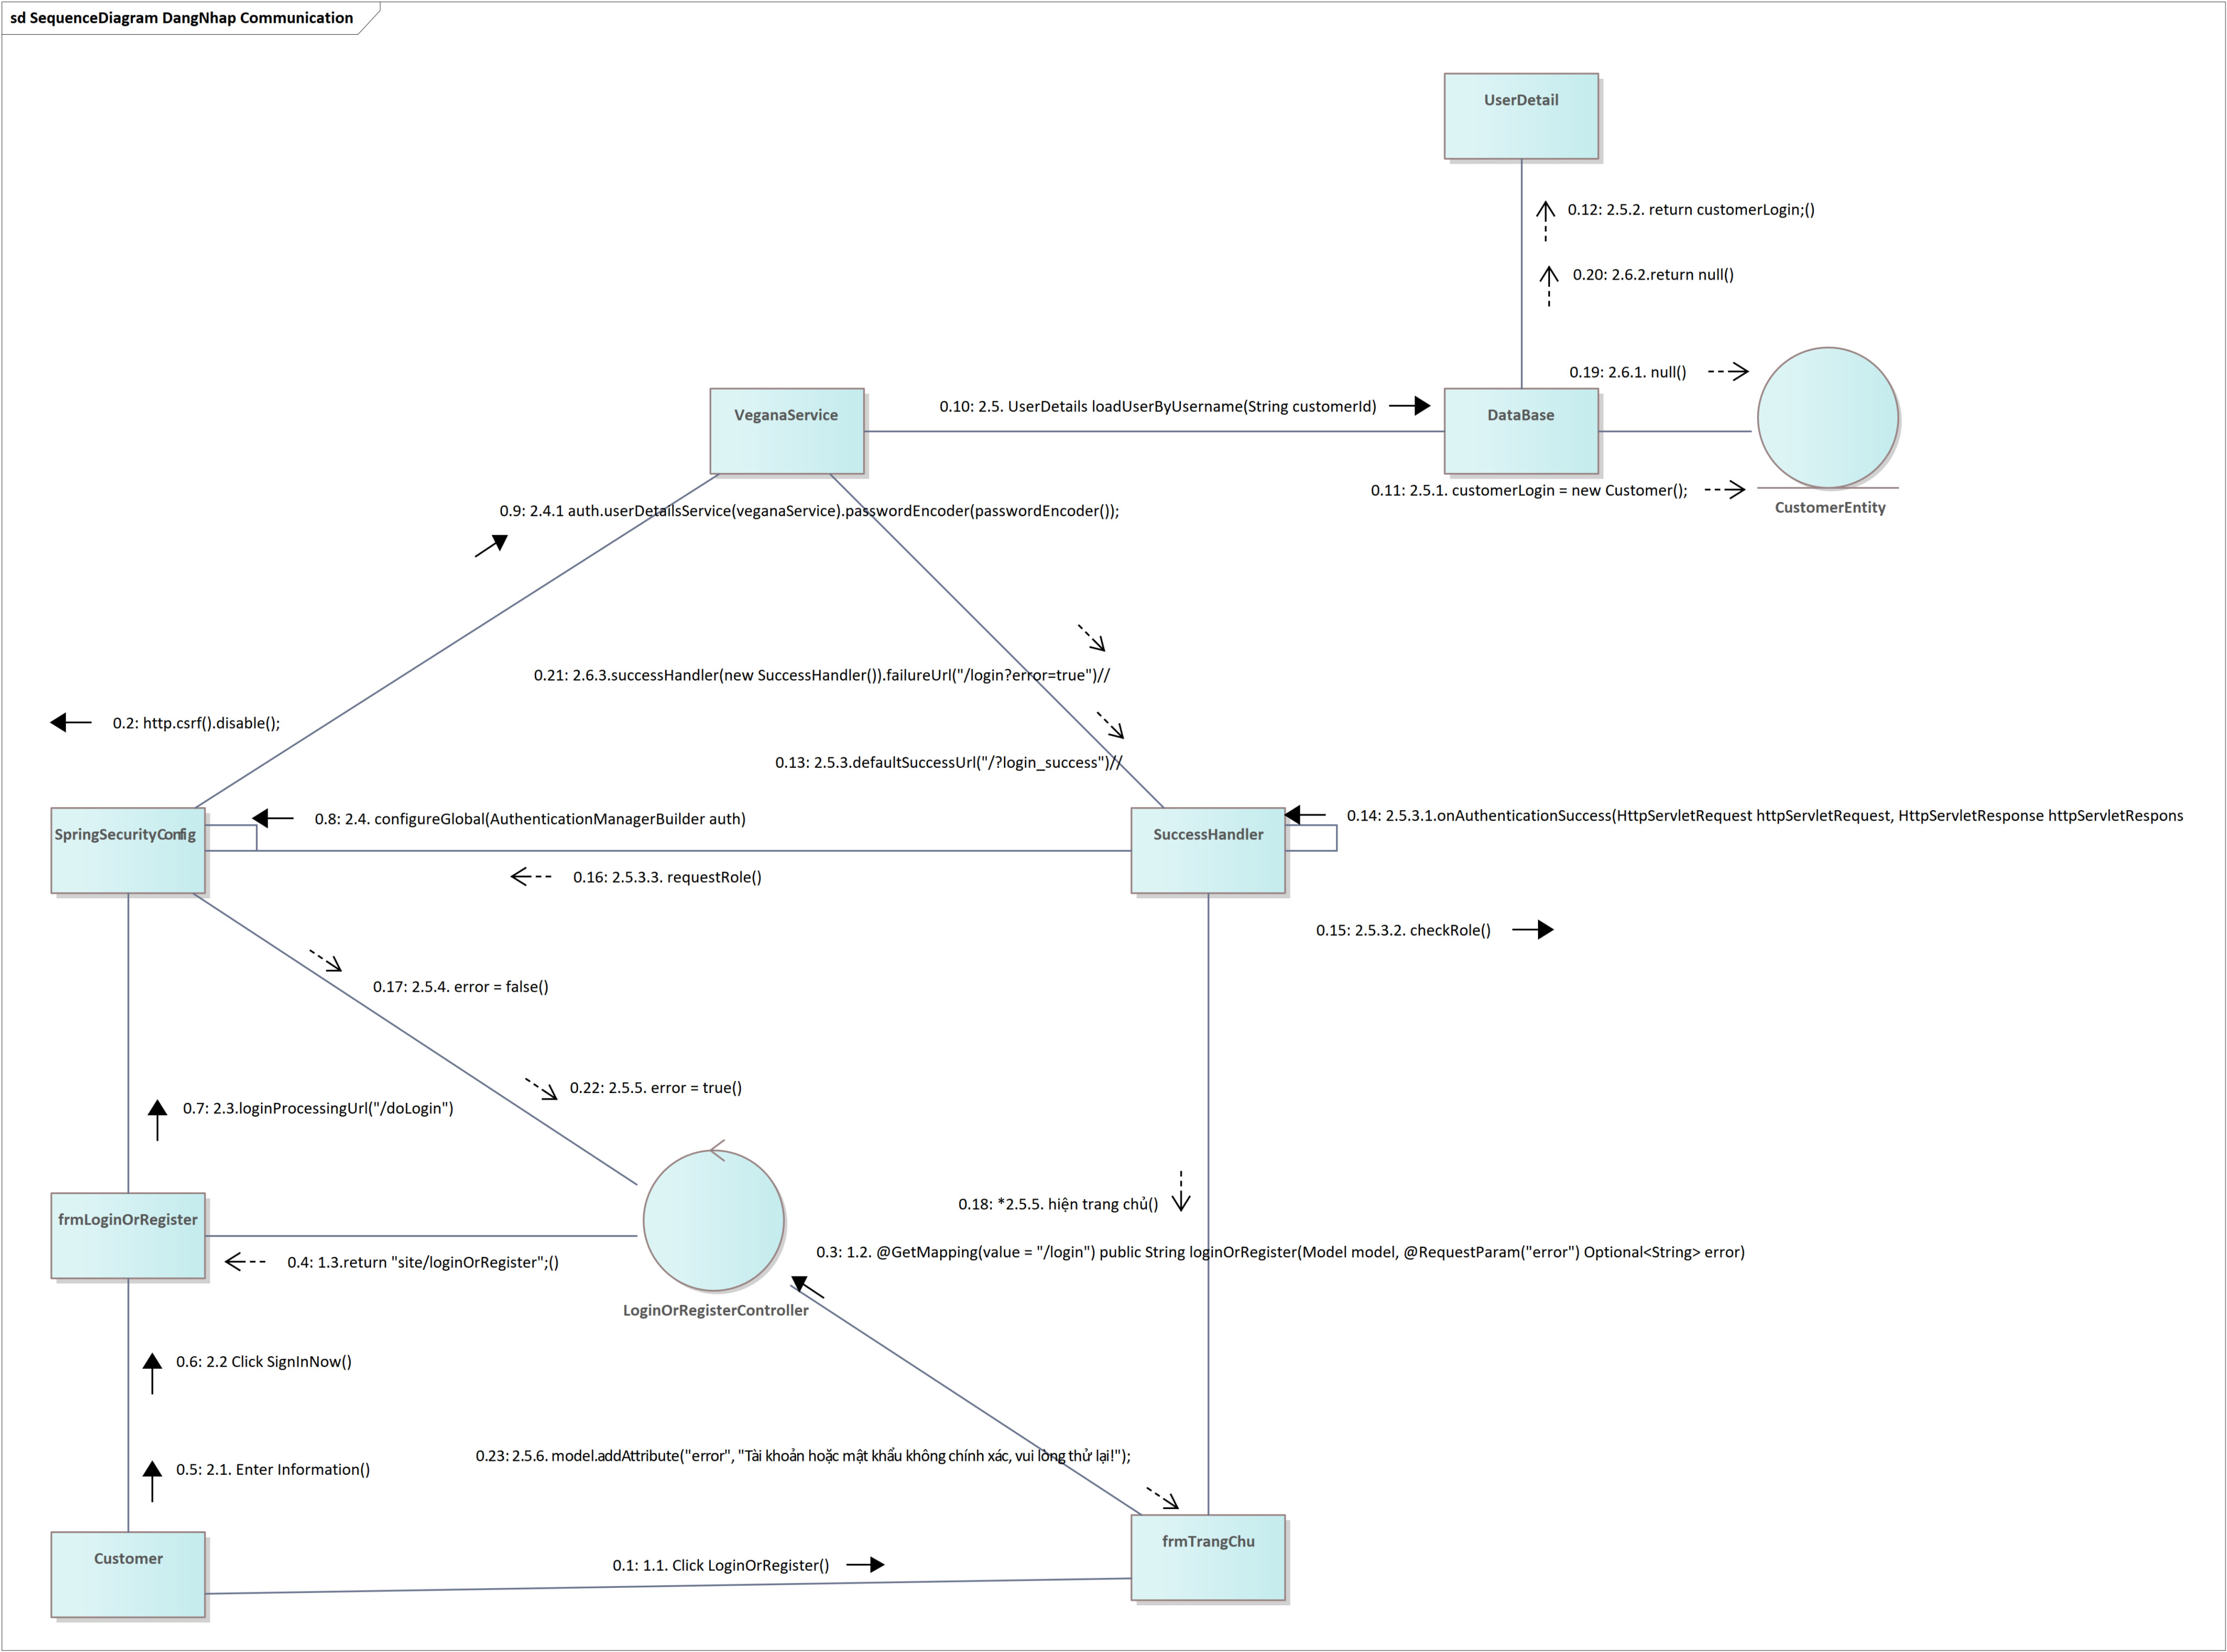 sd SequenceDiagram DangNhap Communication
UserDetail
0.12: 2.5.2. return customerLogin;()
0.20: 2.6.2.return null()
0.19: 2.6.1. null()
VeganaService
0.10: 2.5. UserDetails loadUserByUsername(String customerId)
DataBase
0.11: 2.5.1. customerLogin = new Customer();
CustomerEntity
0.9: 2.4.1 auth.userDetailsService(veganaService).passwordEncoder(passwordEncoder());
0.21: 2.6.3.successHandler(new SuccessHandler()).failureUrl("/login?error=true")//
0.2: http.csrf().disable();
0.13: 2.5.3.defaultSuccessUrl("/?login_success")//
SpringSecurityConfig
0.8: 2.4. configureGlobal(AuthenticationManagerBuilder auth)
SuccessHandler
0.14: 2.5.3.1.onAuthenticationSuccess(HttpServletRequest httpServletRequest, HttpServletResponse httpServletRespons
0.16: 2.5.3.3. requestRole()
0.15: 2.5.3.2. checkRole()
0.17: 2.5.4. error = false()
0.22: 2.5.5. error = true()
0.7: 2.3.loginProcessingUrl("/doLogin")
0.18: *2.5.5. hiện trang chủ()
frmLoginOrRegister
0.3: 1.2. @GetMapping(value = "/login") public String loginOrRegister(Model model, @RequestParam("error") Optional<String> error)
0.4: 1.3.return "site/loginOrRegister";()
LoginOrRegisterController
0.6: 2.2 Click SignInNow()
0.23: 2.5.6. model.addAttribute("error", "Tài khoản hoặc mật khẩu không chính xác, vui lòng thử lại!");
0.5: 2.1. Enter Information()
frmTrangChu
Customer
0.1: 1.1. Click LoginOrRegister()